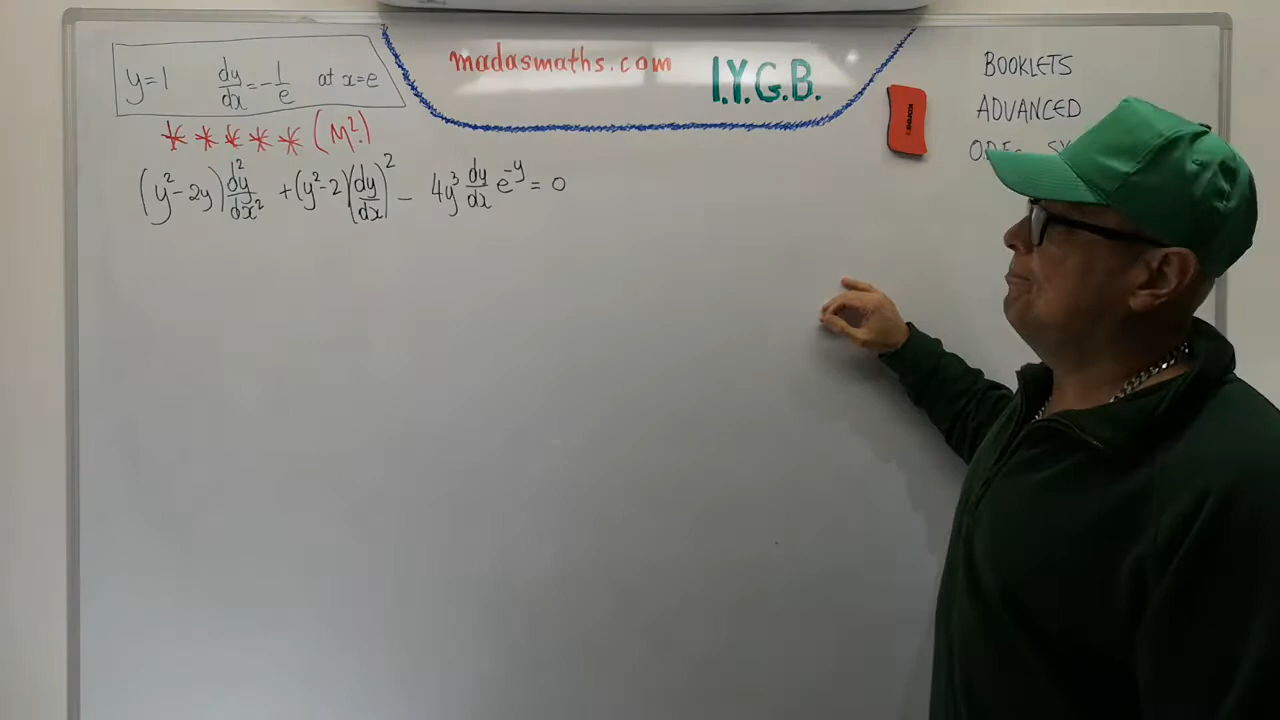 y=1 dy/dx = -1/e at x=e
madasmaths.com
I.Y.G.B.
* * * * * (M2)
(y²-2y) d²y/dx² + (y²-2)(dy/dx)² - 4y³ dy/dx e^-y = 0
BOOKLETS
ADVANCED